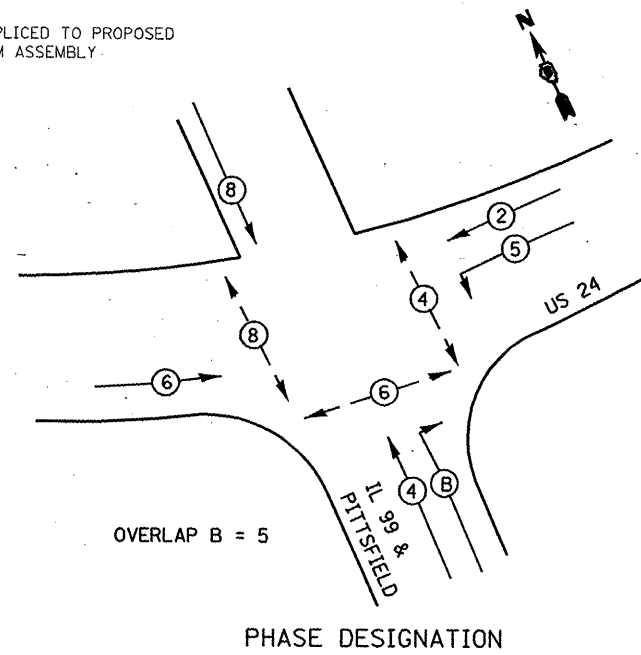 PLICED TO PROPOSED
M ASSEMBLY
N
8
2
5
4
US 24
8
6
6
4
B
IL 99 &
PITTSFIELD
OVERLAP B = 5
PHASE DESIGNATION